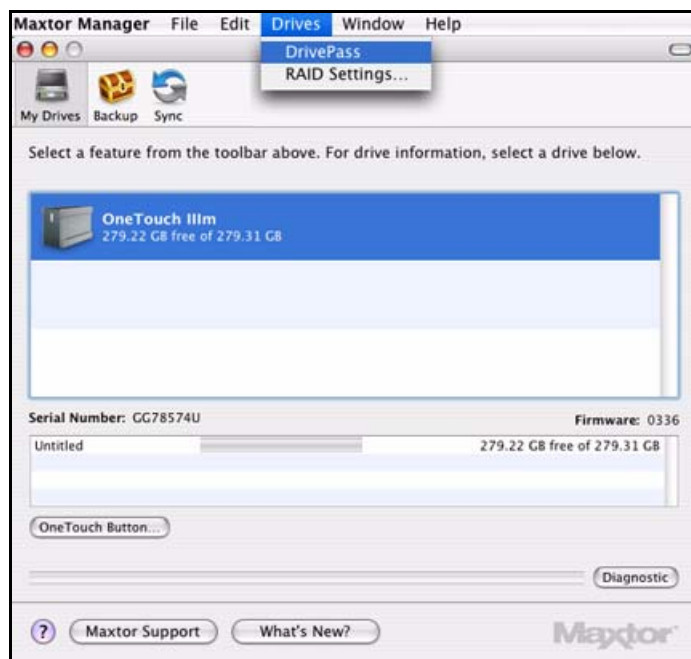 Maxtor Manager File Edit Drives Window Help
DrivePass
RAID Settings...
My Drives Backup Sync
Select a feature from the toolbar above. For drive information, select a drive below.
OneTouch IIIm
279.22 GB free of 279.31 GB
Serial Number: GG78574U Firmware: 0336
Untitled 279.22 GB free of 279.31 GB
OneTouch Button...
Diagnostic
? Maxtor Support What's New? Maxtor